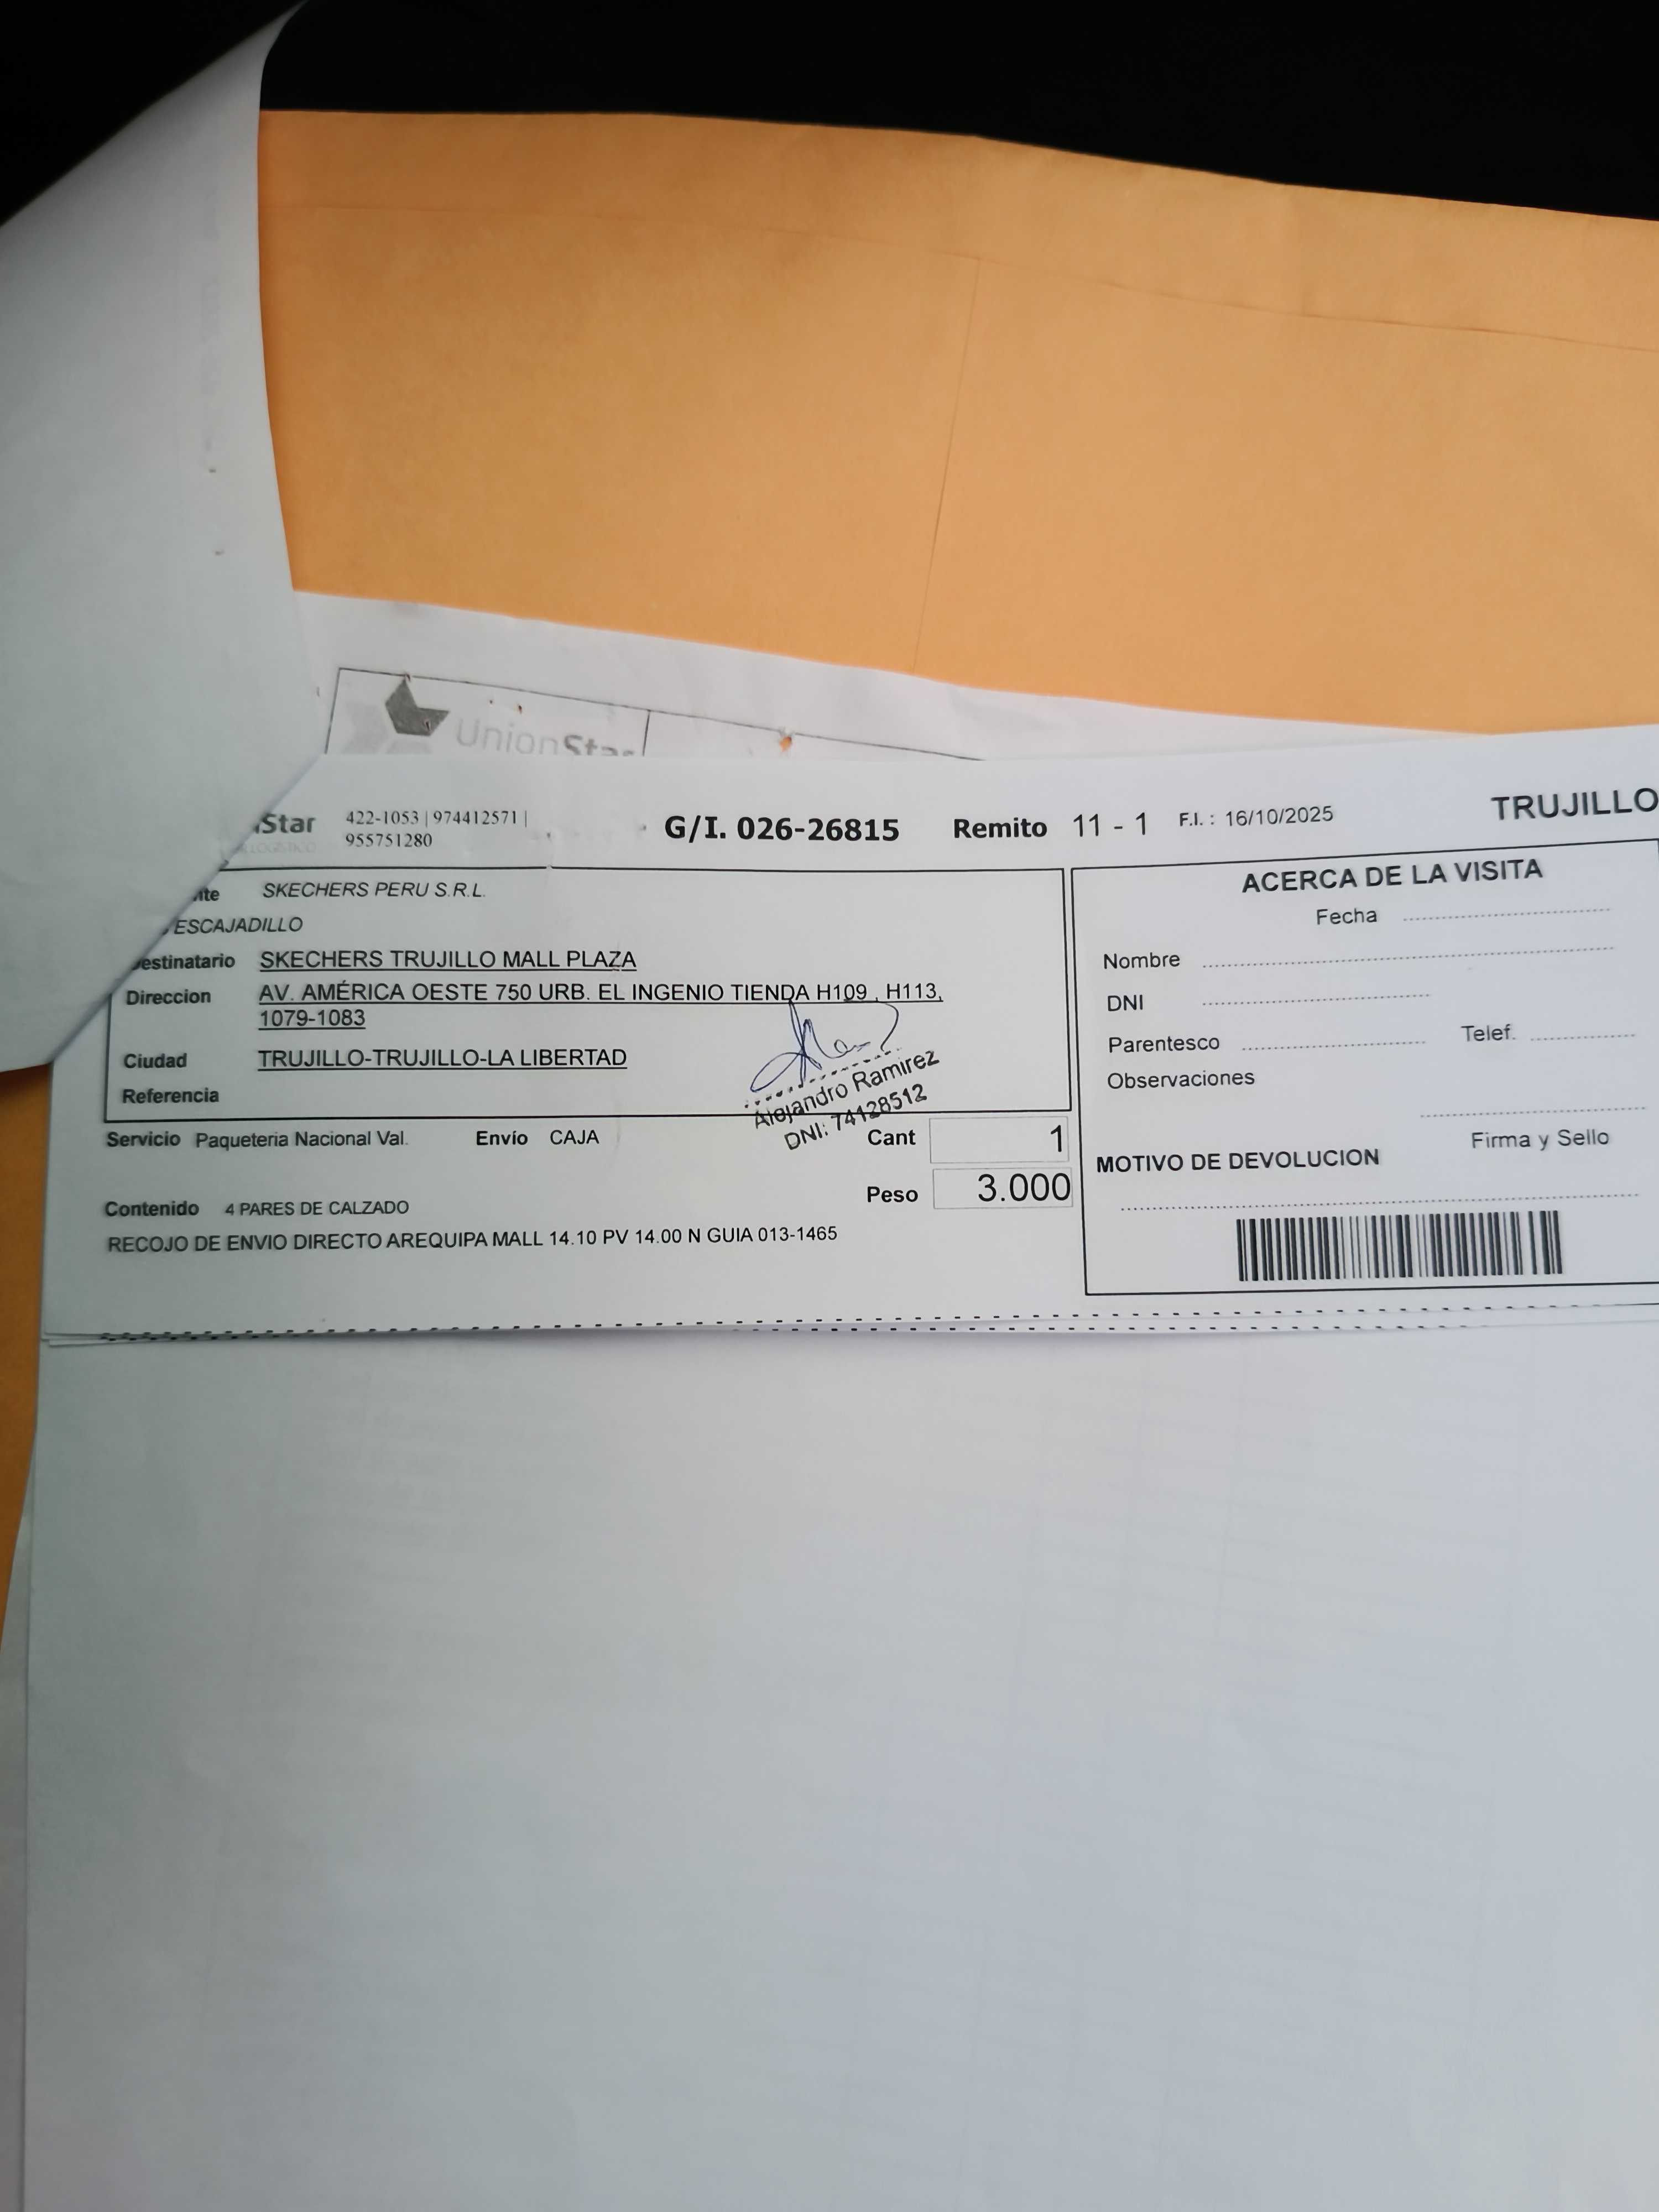 UnionStar
Star 422-1053 | 974412571 |
955751280
G/I. 026-26815 Remito 11 - 1 F.I. : 16/10/2025 TRUJILLO
SKECHERS PERU S.R.L.
ESCAJADILLO
Destinatario SKECHERS TRUJILLO MALL PLAZA
Direccion AV. AMÉRICA OESTE 750 URB. EL INGENIO TIENDA H109 , H113,
1079-1083
Ciudad TRUJILLO-TRUJILLO-LA LIBERTAD
Referencia
Alejandro Ramirez
DNI: 74128512
Servicio Paqueteria Nacional Val. Envío CAJA Cant 1
Peso 3.000
Contenido 4 PARES DE CALZADO
RECOJO DE ENVIO DIRECTO AREQUIPA MALL 14.10 PV 14.00 N GUIA 013-1465
ACERCA DE LA VISITA
Fecha
Nombre
DNI
Parentesco Telef.
Observaciones
Firma y Sello
MOTIVO DE DEVOLUCION